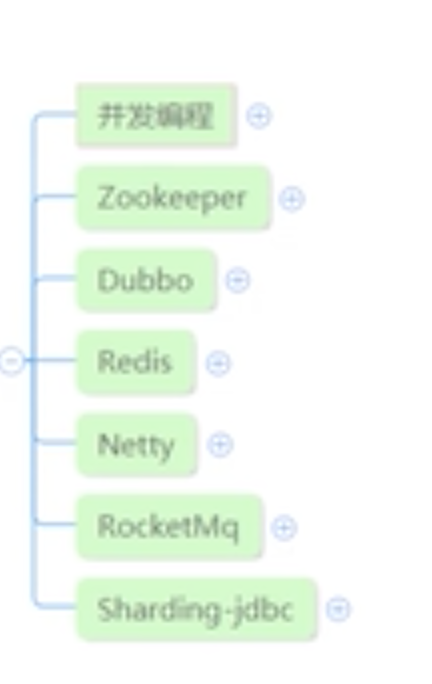 并发编程
Zookeeper
Dubbo
Redis
Netty
RocketMq
Sharding-jdbc